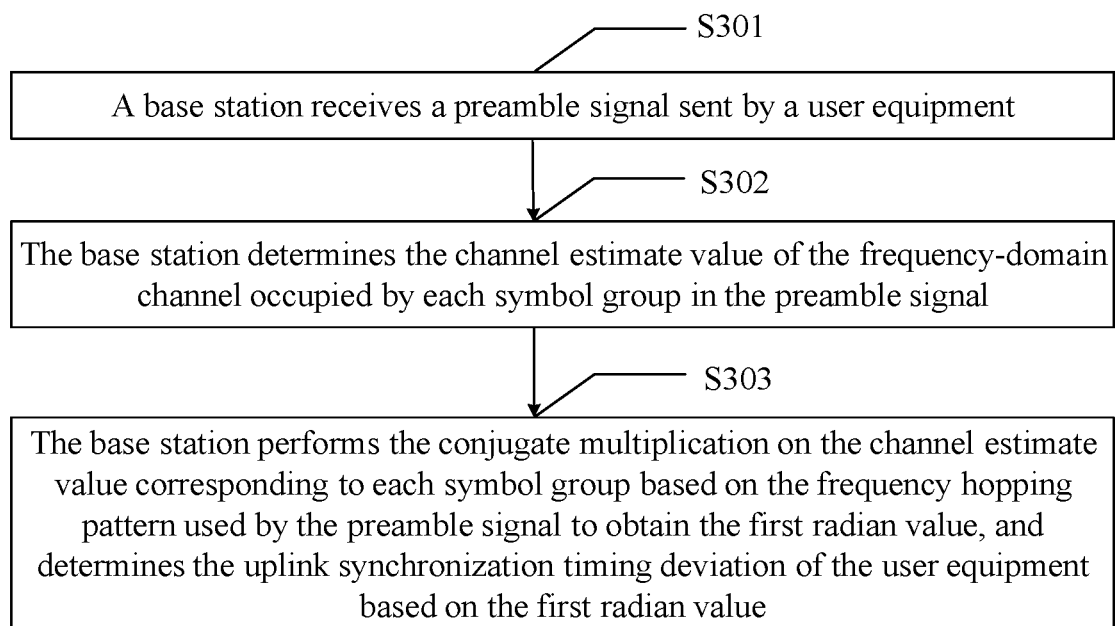 S301
A base station receives a preamble signal sent by a user equipment
S302
The base station determines the channel estimate value of the frequency-domain
channel occupied by each symbol group in the preamble signal
S303
The base station performs the conjugate multiplication on the channel estimate
value corresponding to each symbol group based on the frequency hopping
pattern used by the preamble signal to obtain the first radian value, and
determines the uplink synchronization timing deviation of the user equipment
based on the first radian value